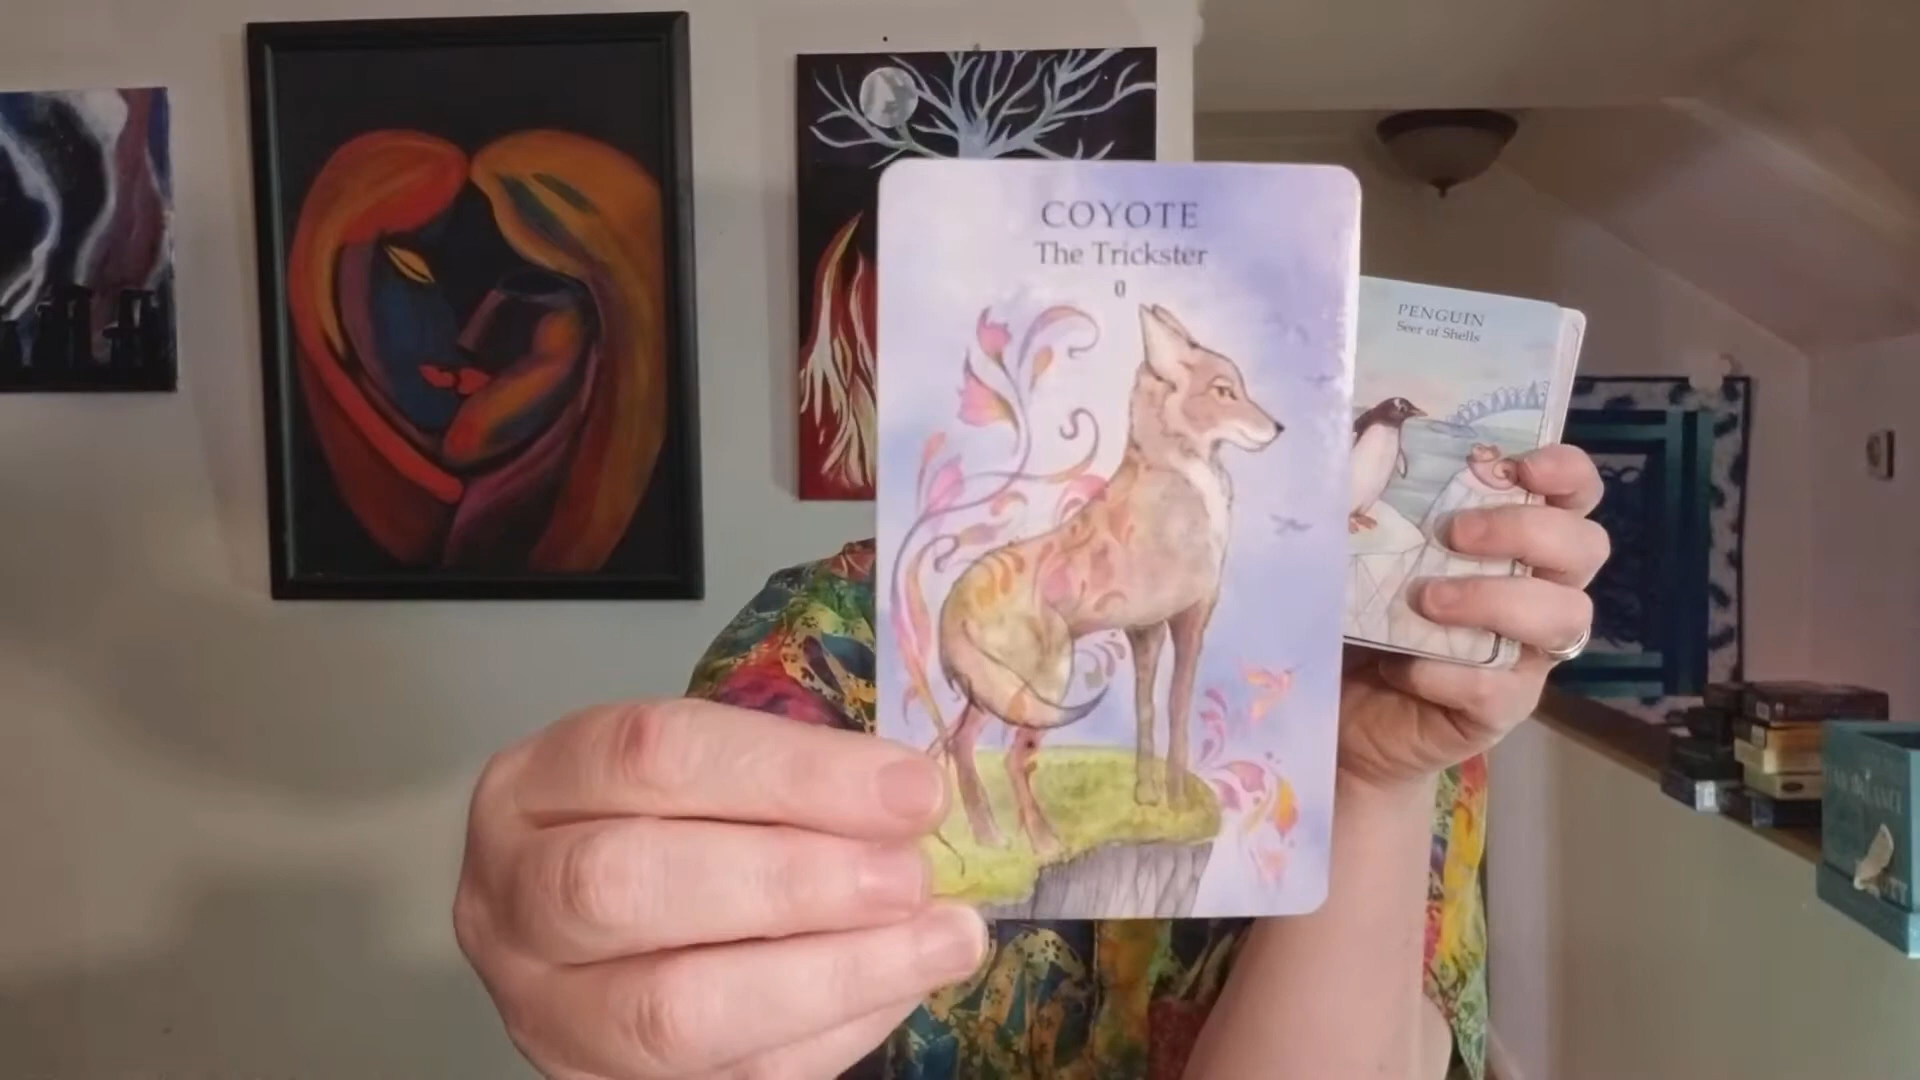 COYOTE
The Trickster
0
PENGUIN
Seer of Shells